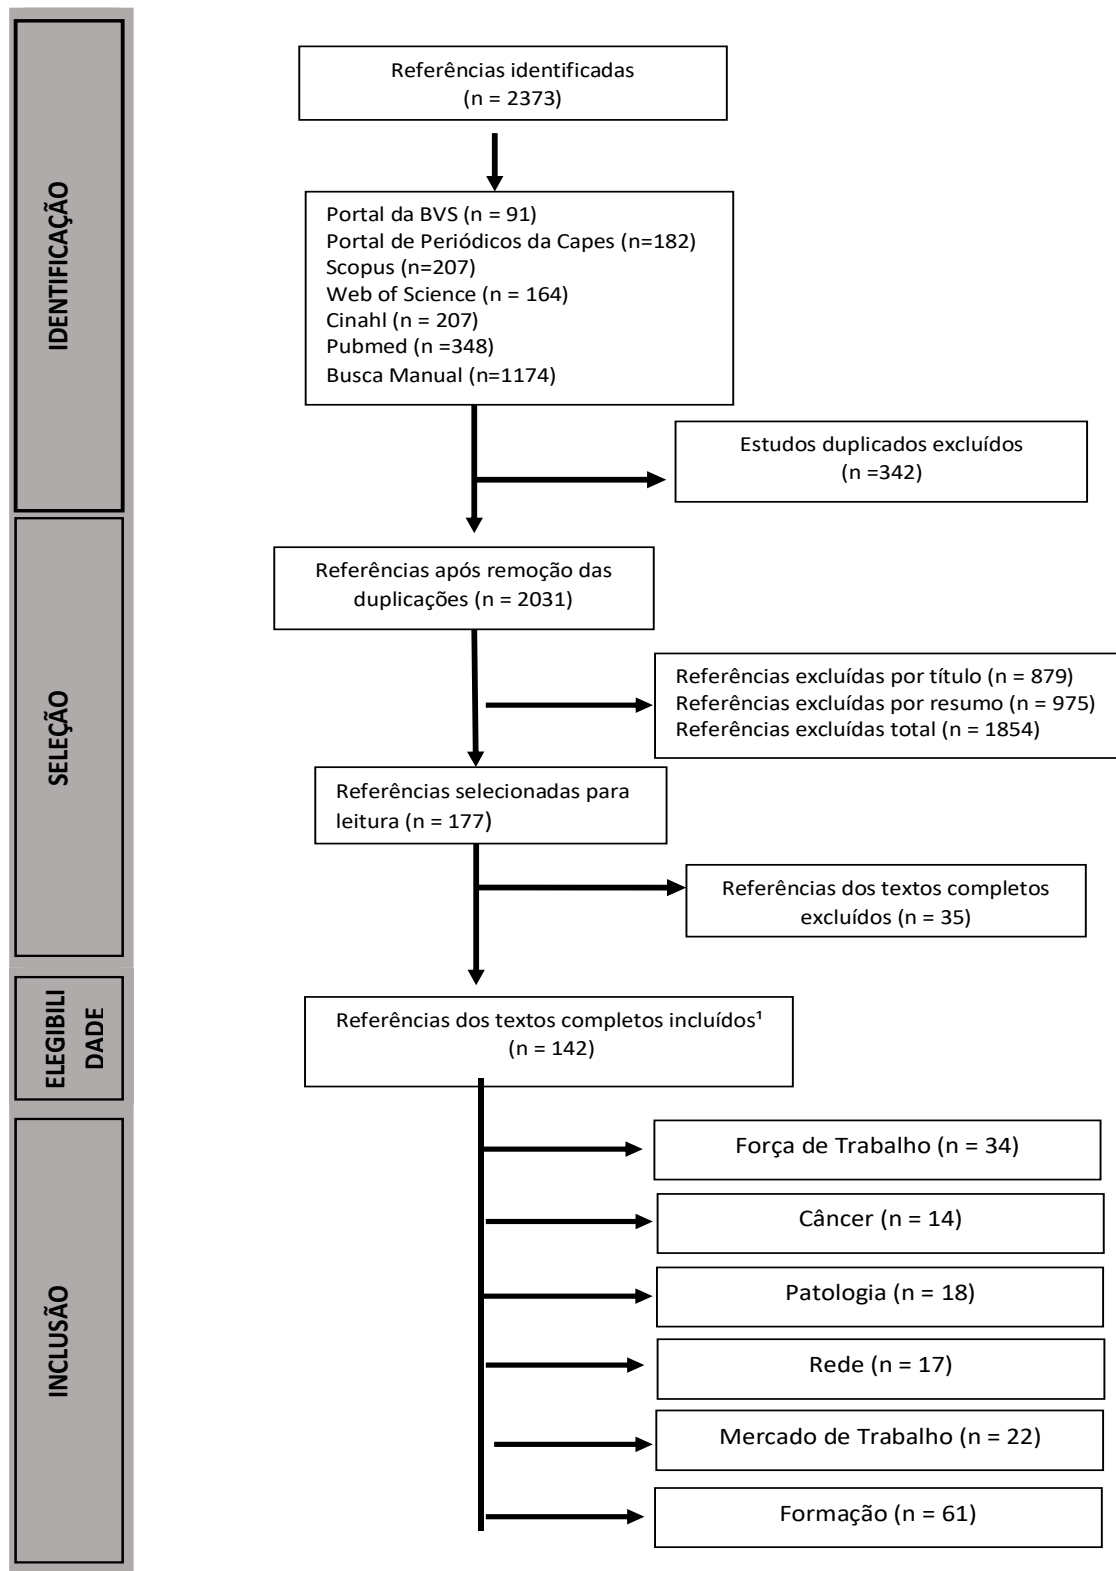 IDENTIFICAÇÃO
Referências identificadas
(n = 2373)
Portal da BVS (n = 91)
Portal de Periódicos da Capes (n=182)
Scopus (n=207)
Web of Science (n = 164)
Cinahl (n = 207)
Pubmed (n =348)
Busca Manual (n=1174)
Estudos duplicados excluídos
(n =342)
SELEÇÃO
Referências após remoção das
duplicações (n = 2031)
Referências excluídas por título (n = 879)
Referências excluídas por resumo (n = 975)
Referências excluídas total (n = 1854)
Referências selecionadas para
leitura (n = 177)
Referências dos textos completos
excluídos (n = 35)
ELEGIBILI
DADE
Referências dos textos completos incluídos¹
(n = 142)
INCLUSÃO
Força de Trabalho (n = 34)
Câncer (n = 14)
Patologia (n = 18)
Rede (n = 17)
Mercado de Trabalho (n = 22)
Formação (n = 61)